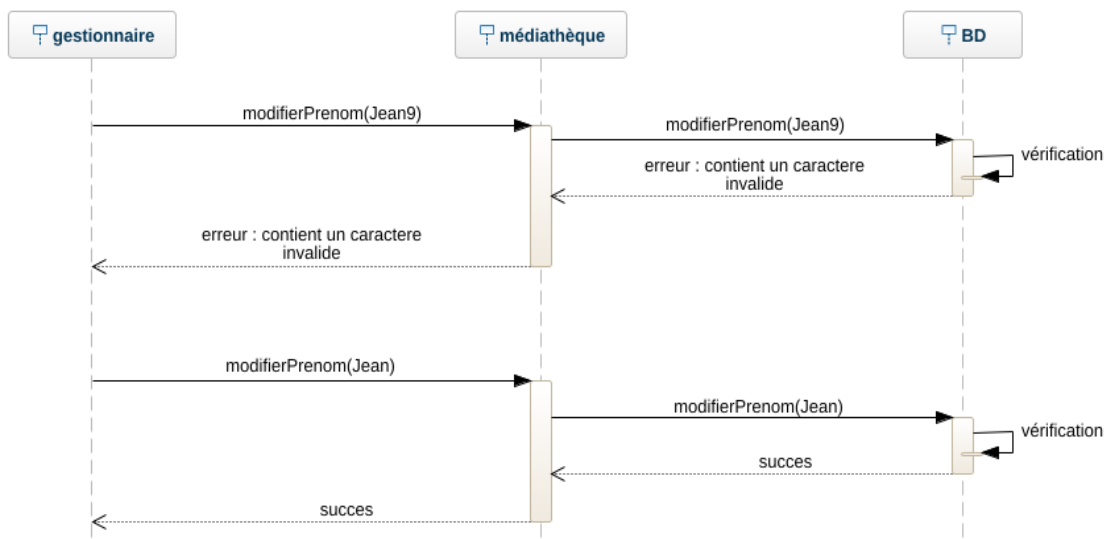 gestionnaire
médiathèque
BD
modifierPrenom(Jean9)
modifierPrenom(Jean9)
vérification
erreur : contient un caractere
invalide
erreur : contient un caractere
invalide
modifierPrenom(Jean)
modifierPrenom(Jean)
vérification
succes
succes